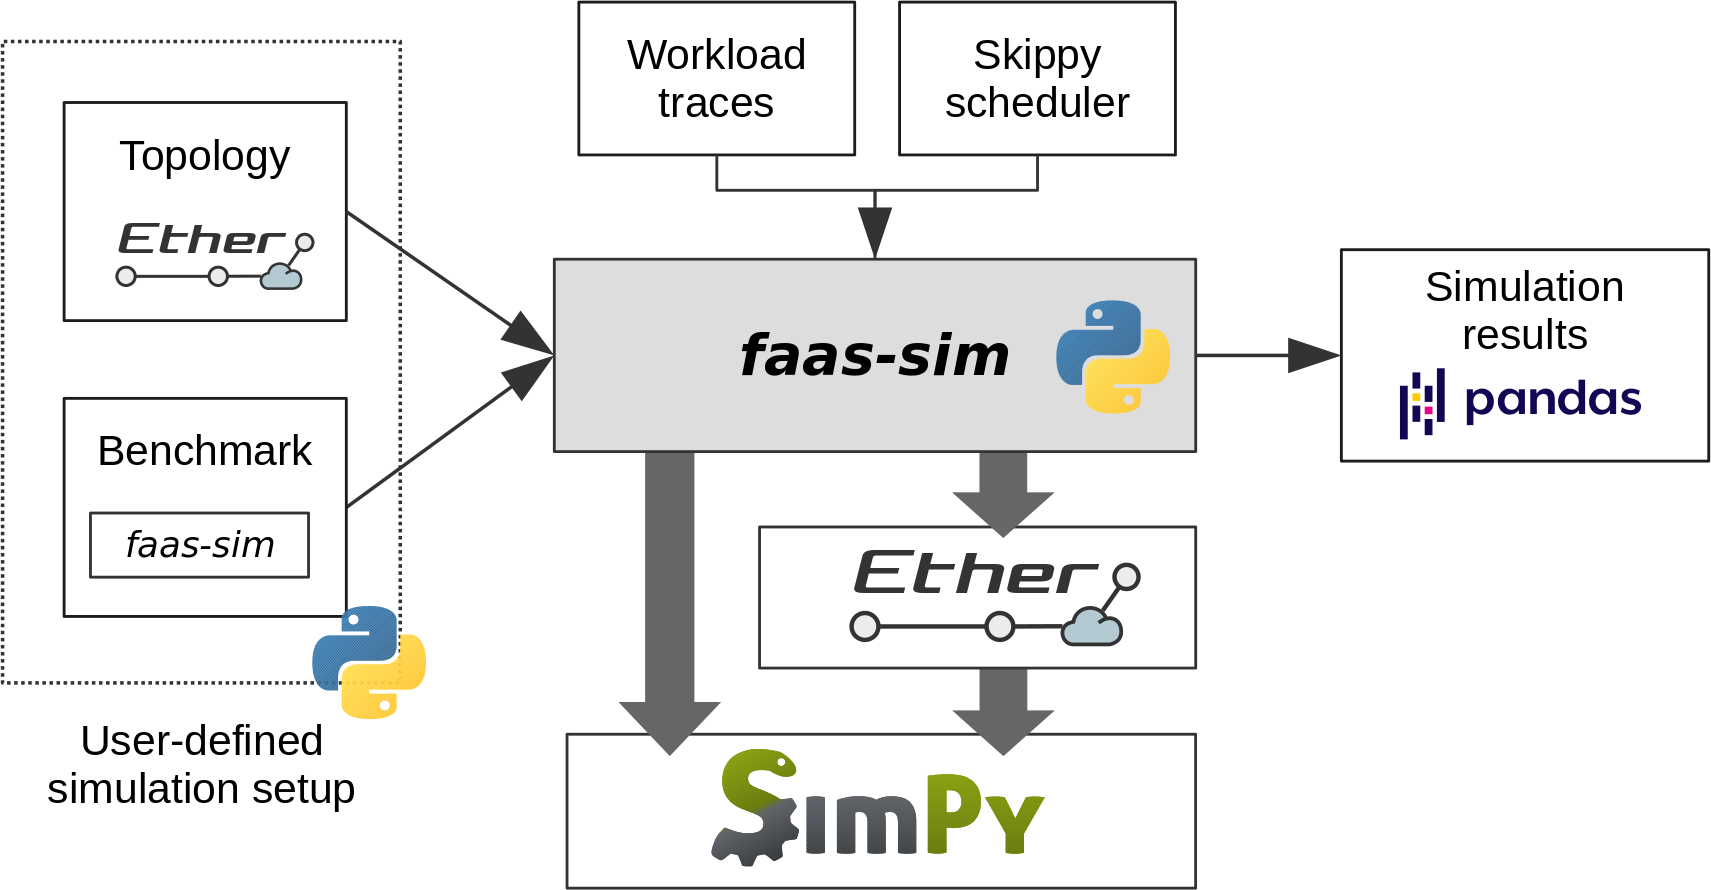 Workload
traces
Skippy
scheduler
Topology
Ether
Benchmark
faas-sim
User-defined
simulation setup
faas-sim
Simulation
results
pandas
Ether
SimPy